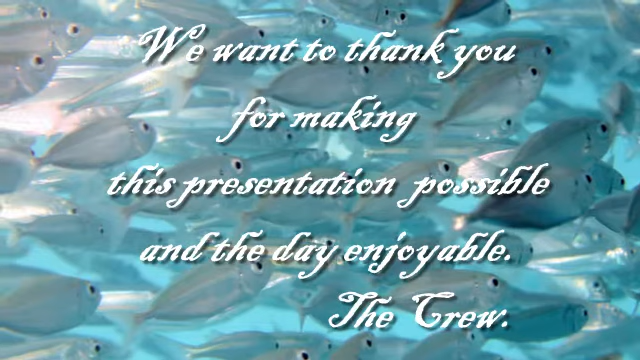 We want to thank you
for making
this presentation possible
and the day enjoyable.
The Crew.